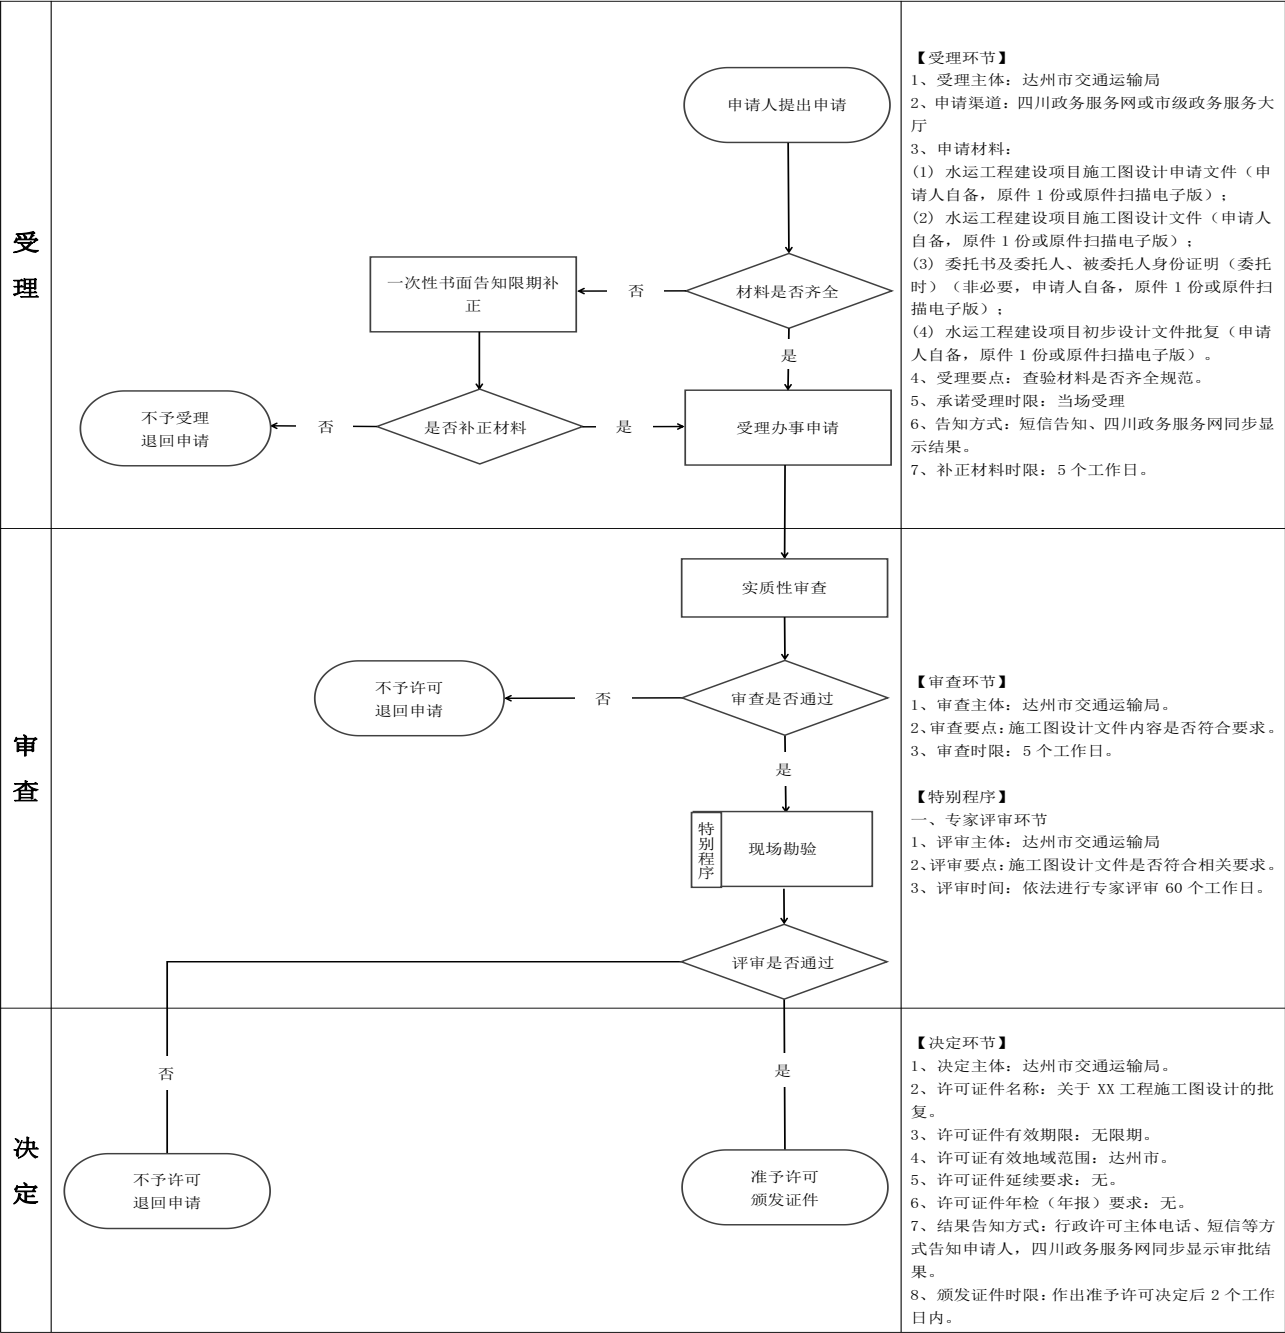 受
理
申请人提出申请
材料是否齐全
否
一次性书面告知限期补
正
是
是否补正材料
否
不予受理
退回申请
是
受理办事申请
【受理环节】
1、受理主体：达州市交通运输局
2、申请渠道：四川政务服务网或市级政务服务大
厅
3、申请材料：
(1) 水运工程建设项目施工图设计申请文件（申
请人自备，原件 1 份或原件扫描电子版）；
(2) 水运工程建设项目施工图设计文件（申请人
自备，原件 1 份或原件扫描电子版）；
(3) 委托书及委托人、被委托人身份证明（委托
时）（非必要，申请人自备，原件 1 份或原件扫
描电子版）；
(4) 水运工程建设项目初步设计文件批复（申请
人自备，原件 1 份或原件扫描电子版）。
4、受理要点：查验材料是否齐全规范。
5、承诺受理时限：当场受理
6、告知方式：短信告知、四川政务服务网同步显
示结果。
7、补正材料时限：5 个工作日。
审
查
实质性审查
审查是否通过
否
不予许可
退回申请
是
特别程序
现场勘验
评审是否通过
【审查环节】
1、审查主体：达州市交通运输局。
2、审查要点：施工图设计文件内容是否符合要求。
3、审查时限：5 个工作日。
【特别程序】
一、专家评审环节
1、评审主体：达州市交通运输局
2、评审要点：施工图设计文件是否符合相关要求。
3、评审时间：依法进行专家评审 60 个工作日。
决
定
否
不予许可
退回申请
是
准予许可
颁发证件
【决定环节】
1、决定主体：达州市交通运输局。
2、许可证件名称：关于 XX 工程施工图设计的批
复。
3、许可证件有效期限：无限期。
4、许可证有效地域范围：达州市。
5、许可证件延续要求：无。
6、许可证件年检（年报）要求：无。
7、结果告知方式：行政许可主体电话、短信等方
式告知申请人，四川政务服务网同步显示审批结
果。
8、颁发证件时限：作出准予许可决定后 2 个工作
日内。